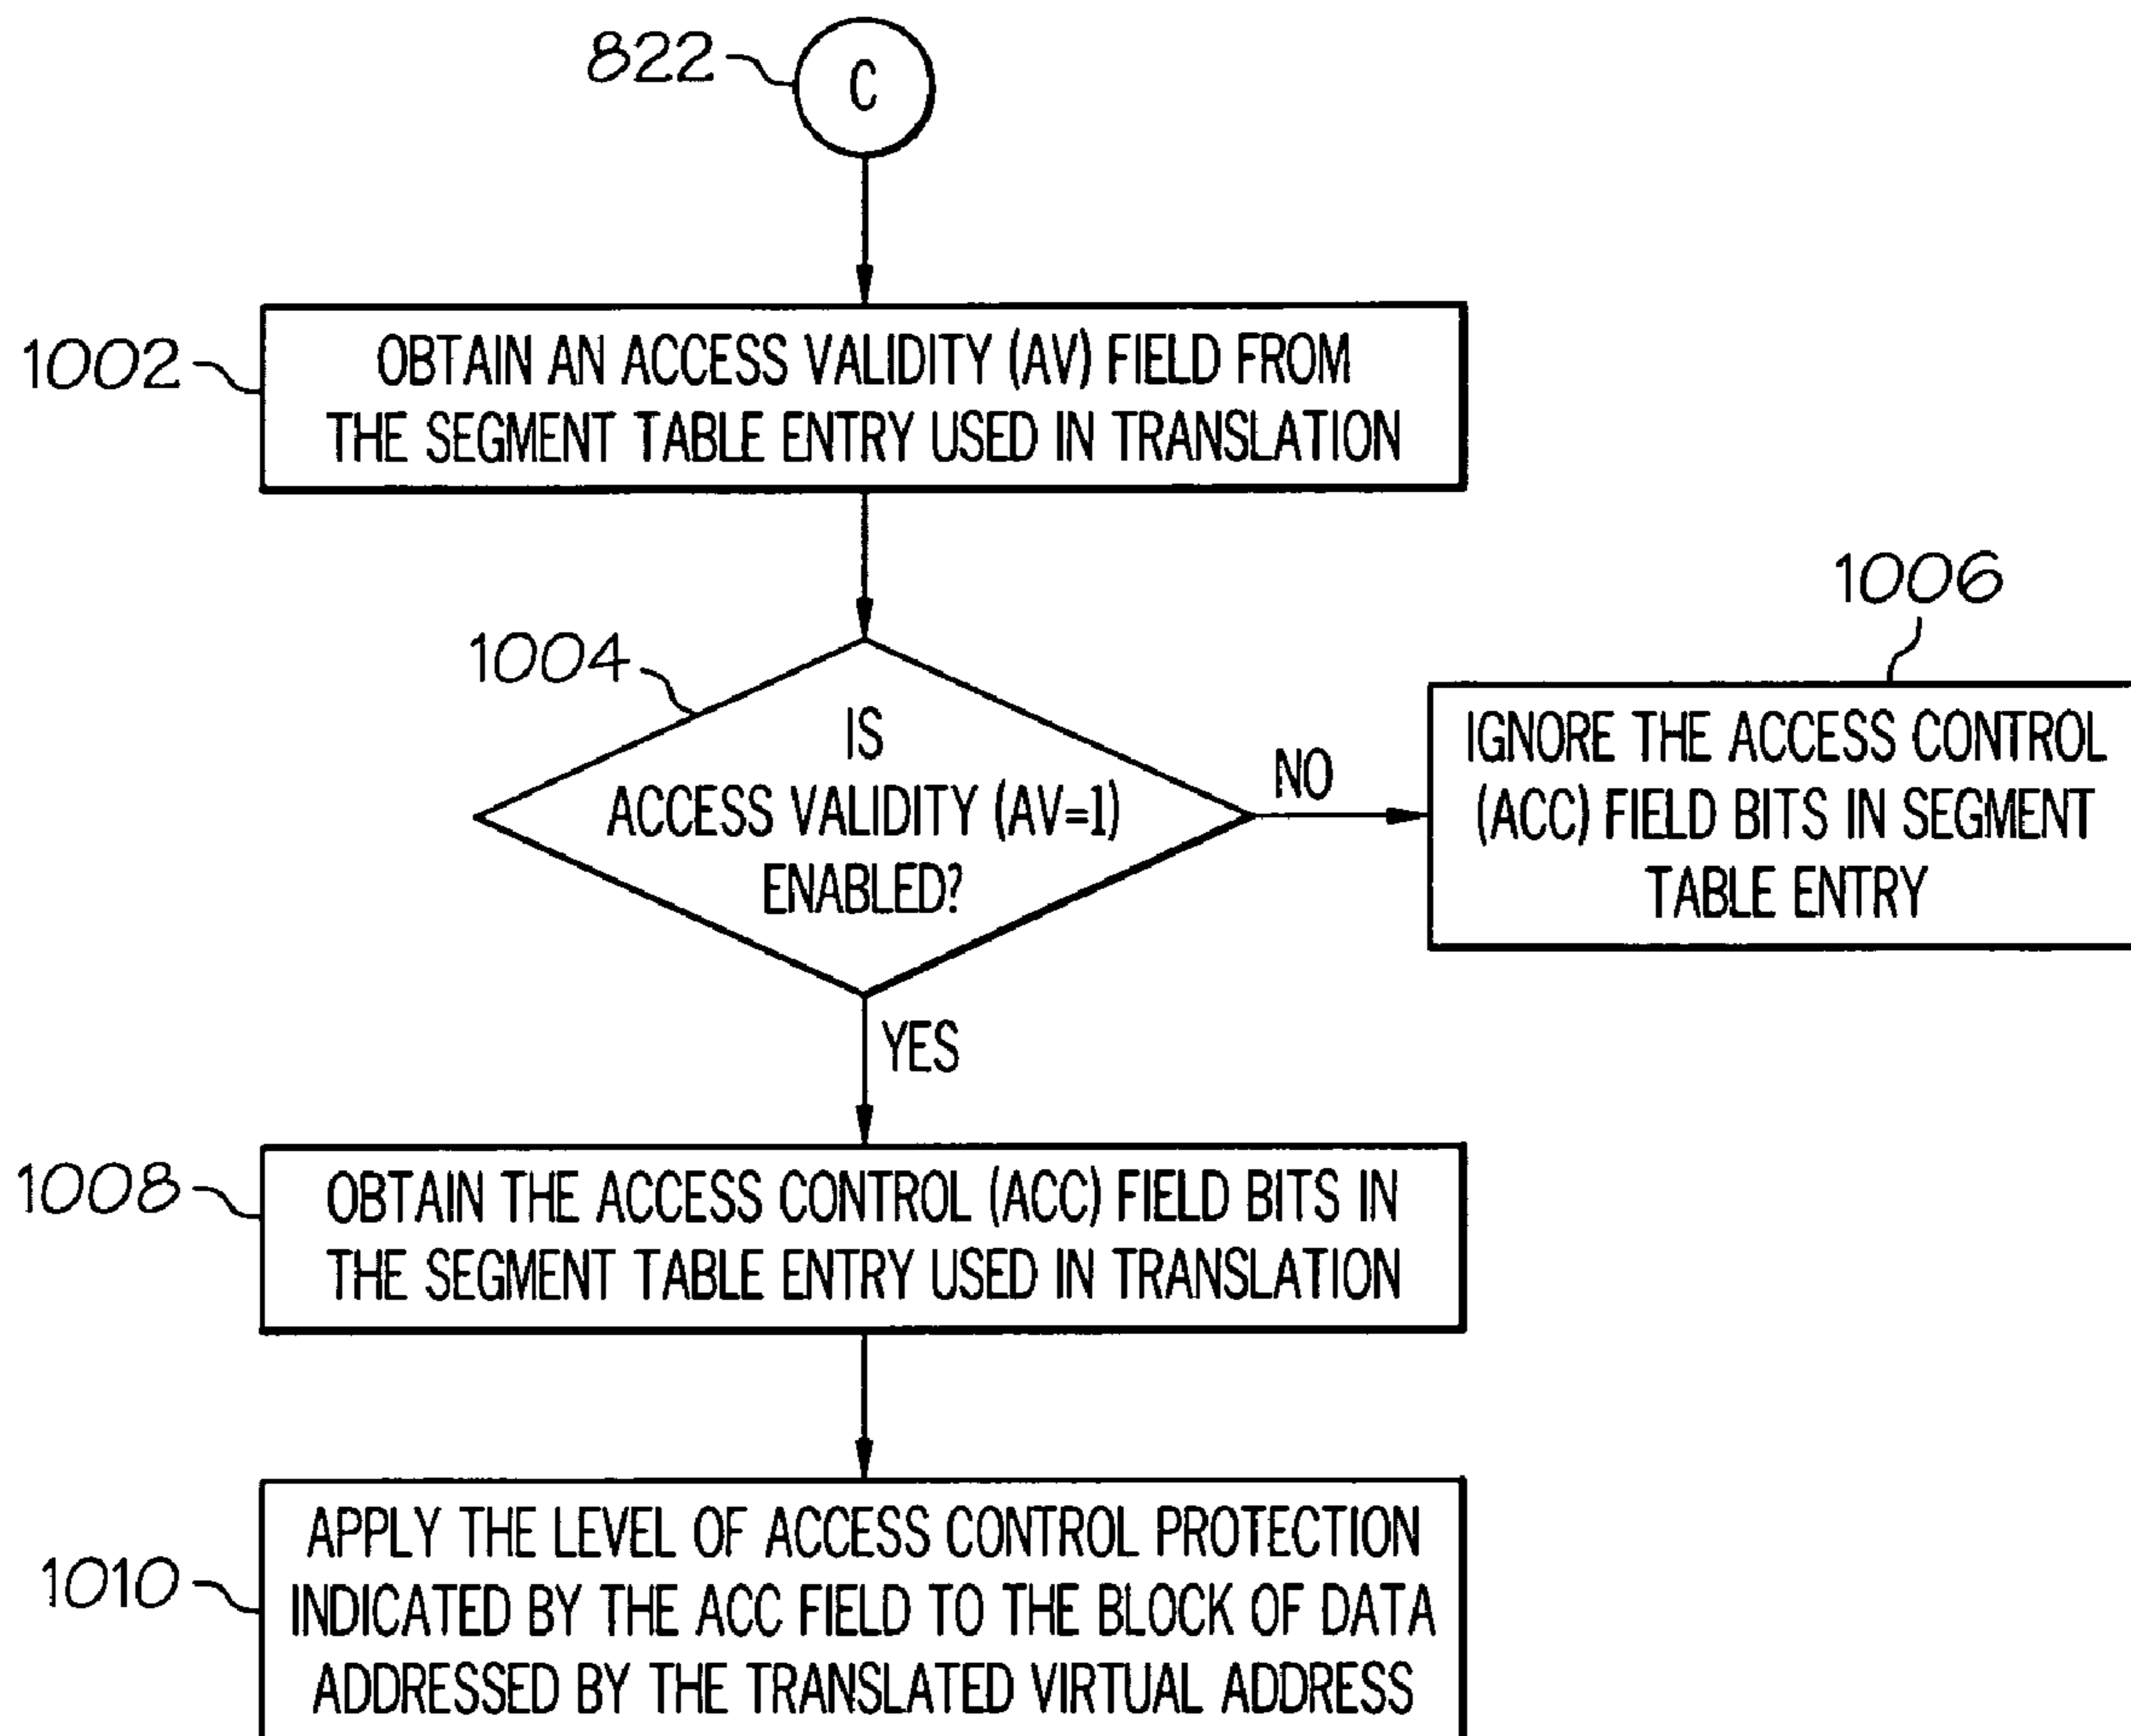 822
C
1002
OBTAIN AN ACCESS VALIDITY (AV) FIELD FROM
THE SEGMENT TABLE ENTRY USED IN TRANSLATION
1004
IS
ACCESS VALIDITY (AV=1)
ENABLED?
NO
1006
IGNORE THE ACCESS CONTROL
(ACC) FIELD BITS IN SEGMENT
TABLE ENTRY
YES
1008
OBTAIN THE ACCESS CONTROL (ACC) FIELD BITS IN
THE SEGMENT TABLE ENTRY USED IN TRANSLATION
1010
APPLY THE LEVEL OF ACCESS CONTROL PROTECTION
INDICATED BY THE ACC FIELD TO THE BLOCK OF DATA
ADDRESSED BY THE TRANSLATED VIRTUAL ADDRESS